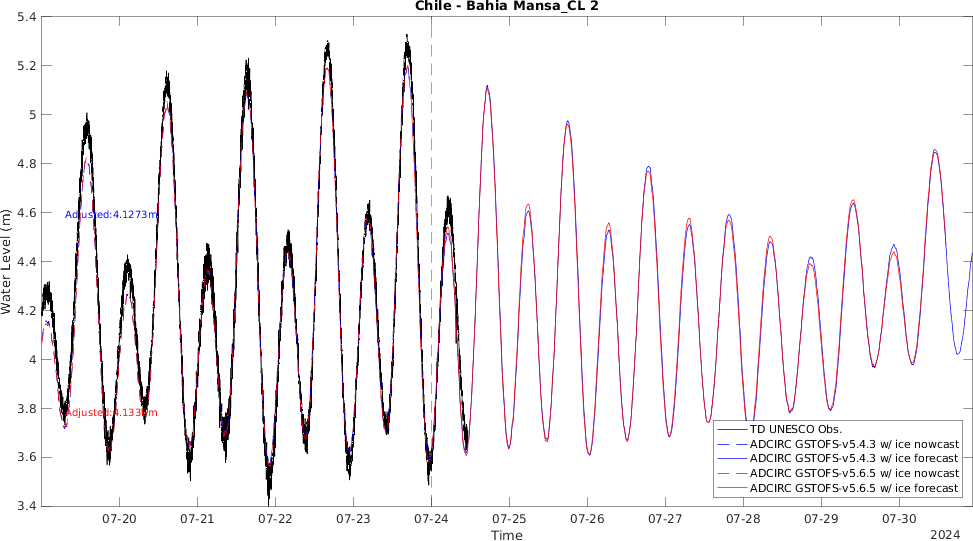 Chile - Bahia Mansa_CL 2
Water Level (m)
5.4
5.2
5
4.8
4.6
4.4
4.2
4
3.8
3.6
3.4
Adjusted:4.1273m
TD UNESCO Obs.
ADCIRC GSTOFS-v5.4.3 w/ ice nowcast
ADCIRC GSTOFS-v5.4.3 w/ ice forecast
ADCIRC GSTOFS-v5.6.5 w/ ice nowcast
ADCIRC GSTOFS-v5.6.5 w/ ice forecast
07-20
07-21
07-22
07-23
07-24
07-25
07-26
07-27
07-28
07-29
07-30
Time
2024